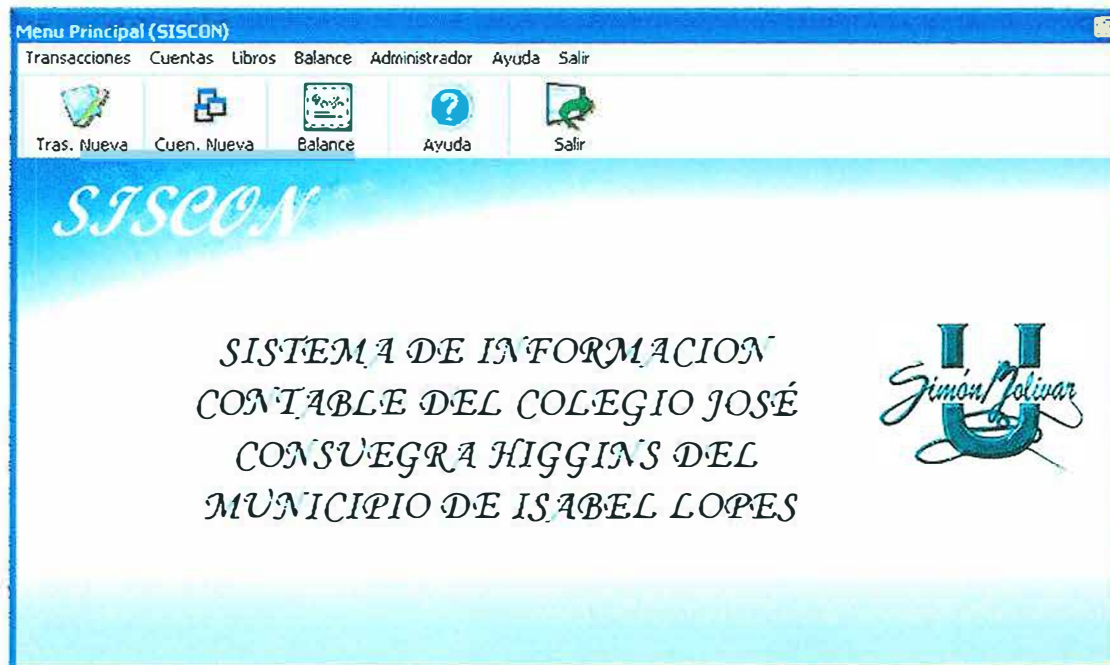 Menu Principal (SISCON)
Transacciones Cuentas Libros Balance Administrador Ayuda Salir
Tras. Nueva Cuen. Nueva Balance Ayuda Salir
SISCON
SISTEMA DE INFORMACION
CONTABLE DEL COLEGIO JOSÉ
CONSUEGRA HIGGINS DEL
MUNICIPIO DE ISABEL LOPES
U
Simón Bolivar